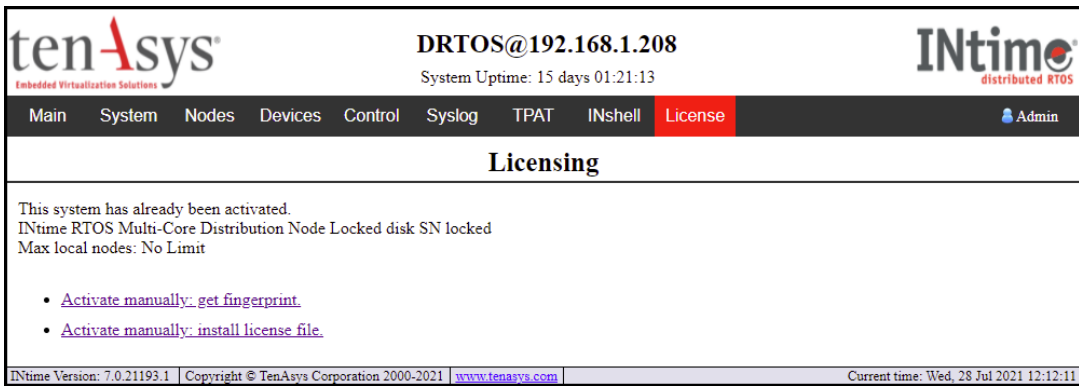 tenAsys
Embedded Virtualization Solutions
DRTOS@192.168.1.208
System Uptime: 15 days 01:21:13
INtime
distributed RTOS
Main System Nodes Devices Control Syslog TPAT INshell License Admin
Licensing
This system has already been activated.
INtime RTOS Multi-Core Distribution Node Locked disk SN locked
Max local nodes: No Limit
• Activate manually: get fingerprint.
• Activate manually: install license file.
INtime Version: 7.0.21193.1 Copyright © TenAsys Corporation 2000-2021 www.tenasys.com Current time: Wed, 28 Jul 2021 12:12:11